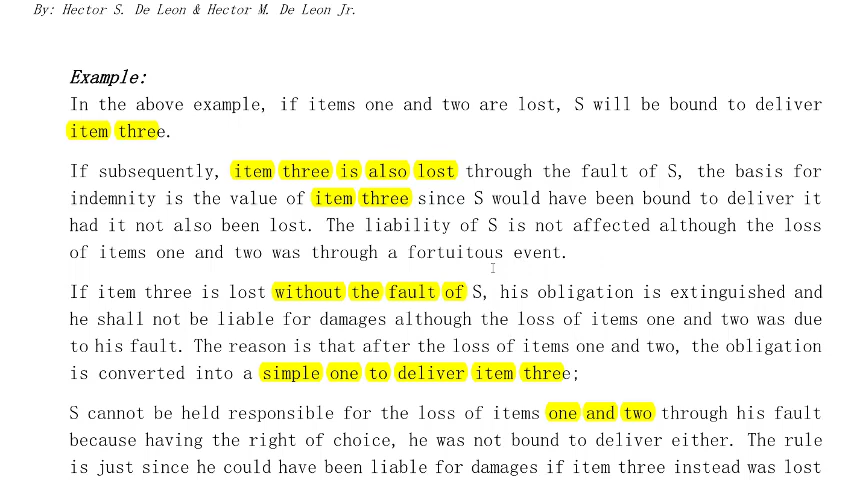 By: Hector S. De Leon & Hector M. De Leon Jr.
Example:
In the above example, if items one and two are lost, S will be bound to deliver
item three.
If subsequently, item three is also lost through the fault of S, the basis for
indemnity is the value of item three since S would have been bound to deliver it
had it not also been lost. The liability of S is not affected although the loss
of items one and two was through a fortuitous event.
If item three is lost without the fault of S, his obligation is extinguished and
he shall not be liable for damages although the loss of items one and two was due
to his fault. The reason is that after the loss of items one and two, the obligation
is converted into a simple one to deliver item three;
S cannot be held responsible for the loss of items one and two through his fault
because having the right of choice, he was not bound to deliver either. The rule
is just since he could have been liable for damages if item three instead was lost